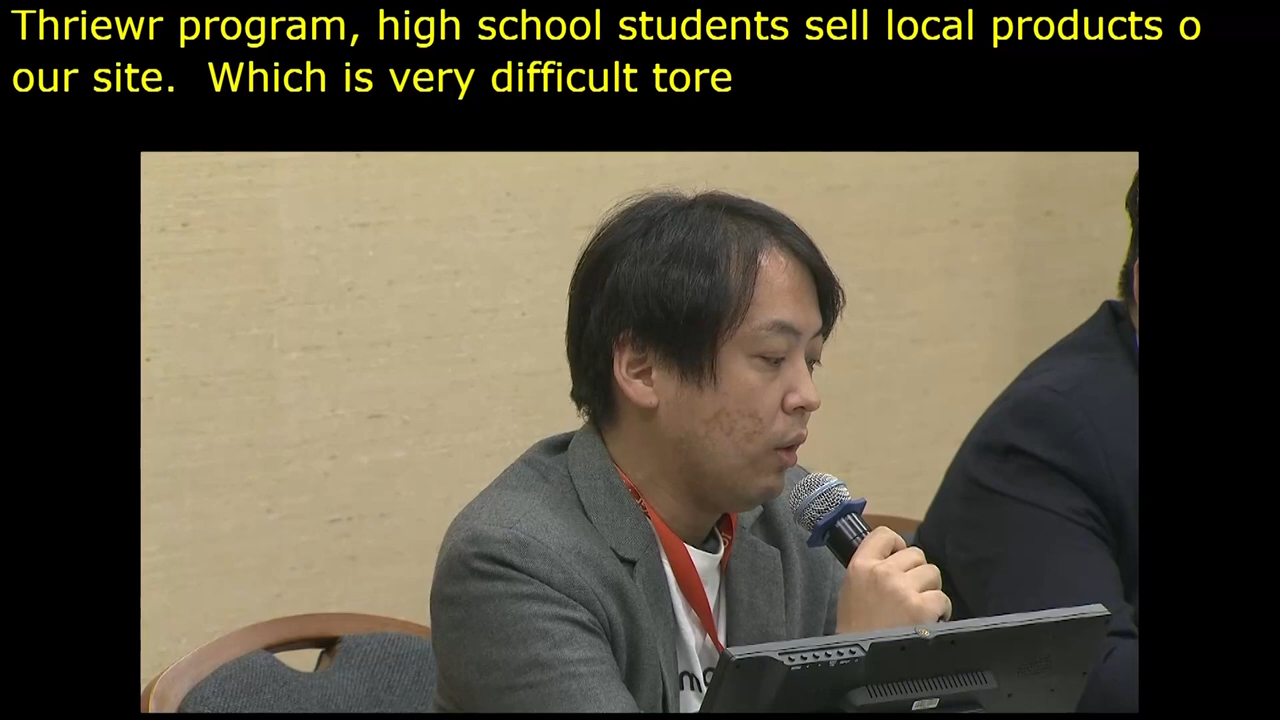 Thriewr program, high school students sell local products o
our site.  Which is very difficult tore